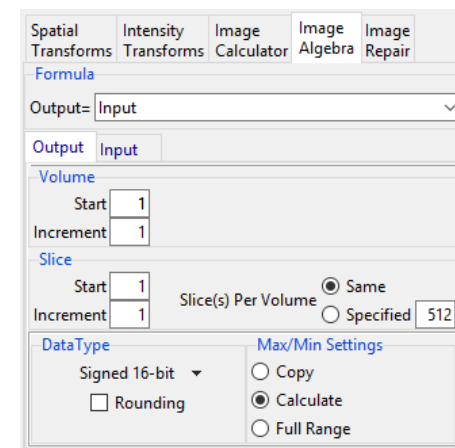 Spatial Transforms
Intensity Transforms
Image Calculator
Image Algebra
Image Repair
Formula
Output= Input
Output Input
Volume
Start 1
Increment 1
Slice
Start 1
Increment 1
Slice(s) Per Volume
Same
Specified 512
DataType
Signed 16-bit
Rounding
Max/Min Settings
Copy
Calculate
Full Range